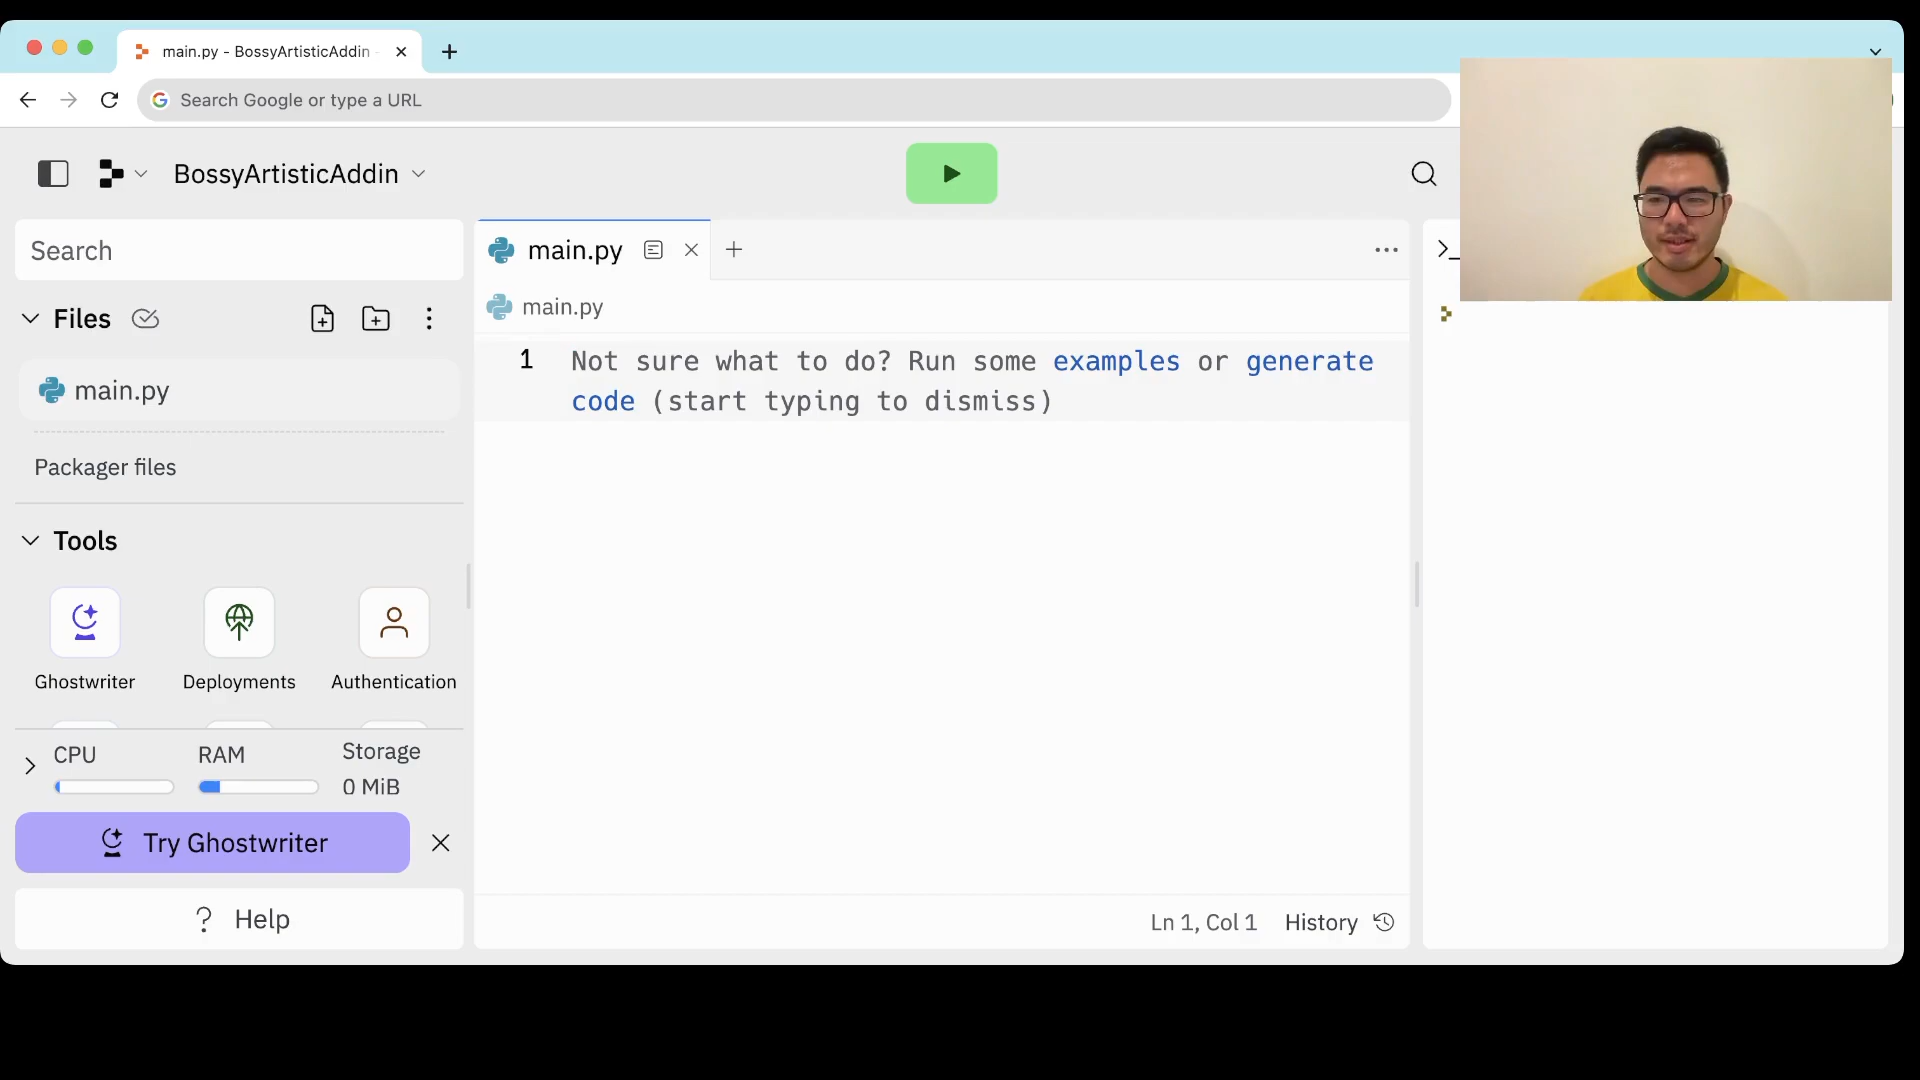 main.py - BossyArtisticAddin
Search Google or type a URL
BossyArtisticAddin
Search
Files
main.py
Packager files
Tools
Ghostwriter
Deployments
Authentication
CPU
RAM
Storage
0 MiB
Try Ghostwriter
? Help
main.py
main.py
1
Not sure what to do? Run some examples or generate
code (start typing to dismiss)
Ln 1, Col 1
History